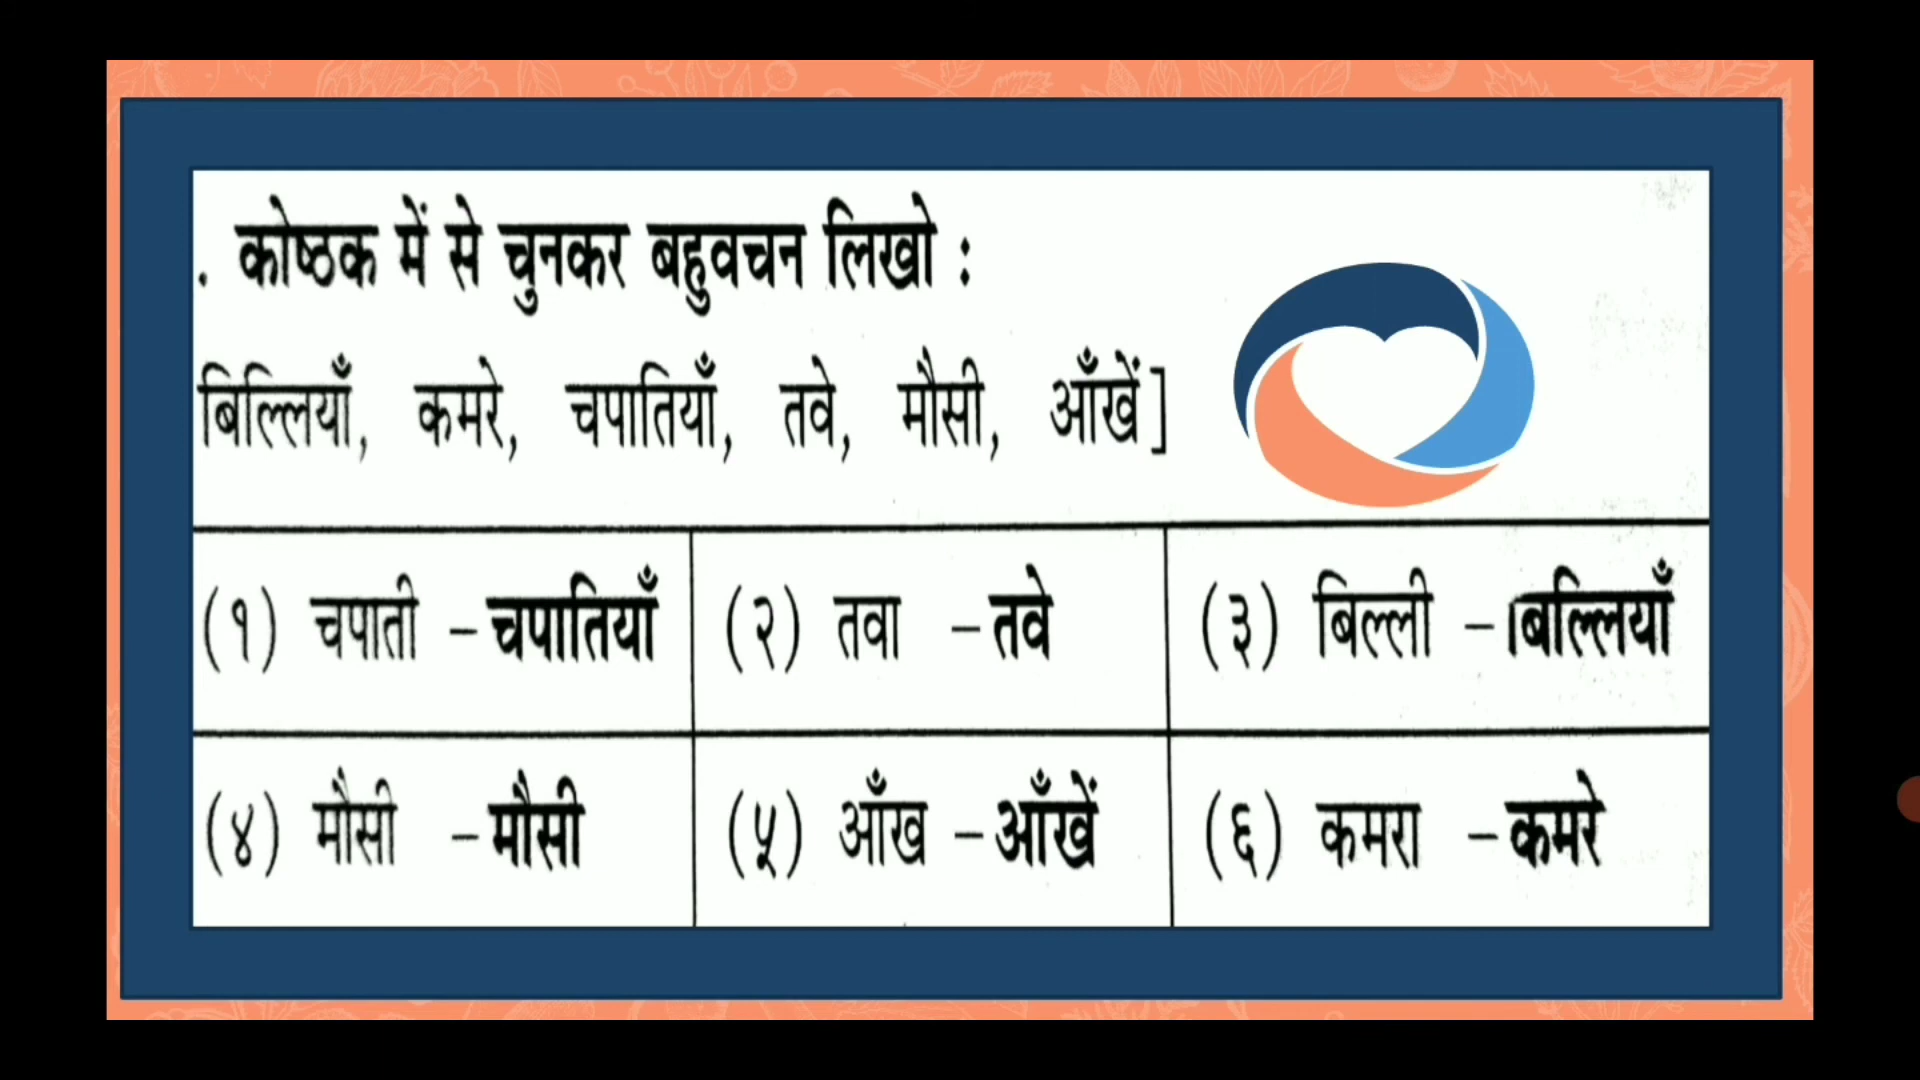 . कोष्ठक में से चुनकर बहुवचन लिखो :
बिल्लियाँ, कमरे, चपातियाँ, तवे, मौसी, आँखें]
(१) चपाती – चपातियाँ (२) तवा – तवे (३) बिल्ली – बिल्लियाँ
(४) मौसी – मौसी (५) आँख – आँखें (६) कमरा – कमरे